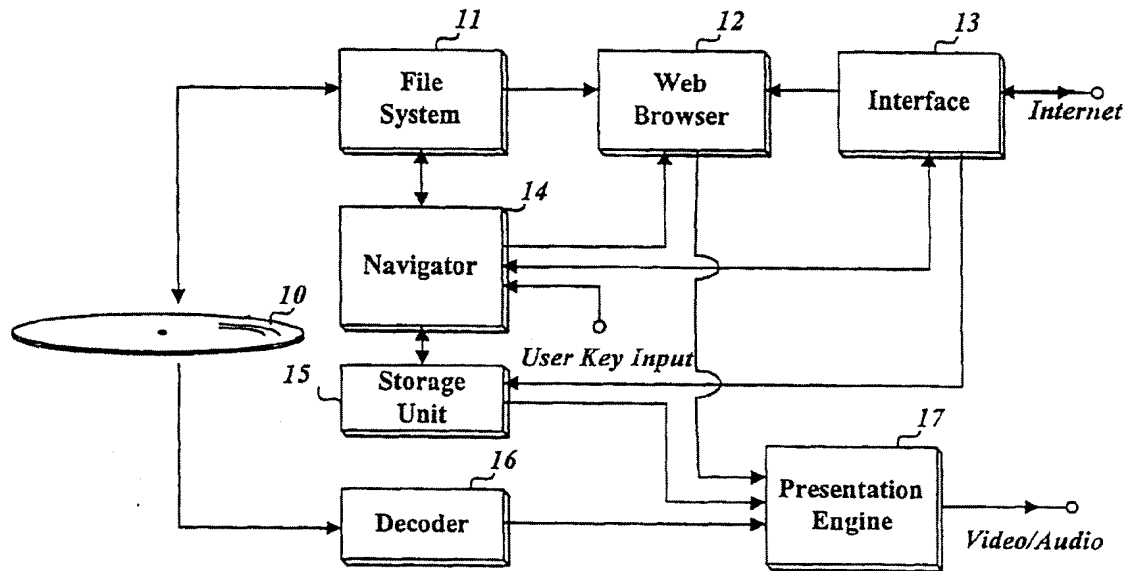 11
File
System
12
Web
Browser
13
Interface
Internet
14
Navigator
10
User Key Input
15
Storage
Unit
16
Decoder
17
Presentation
Engine
Video/Audio